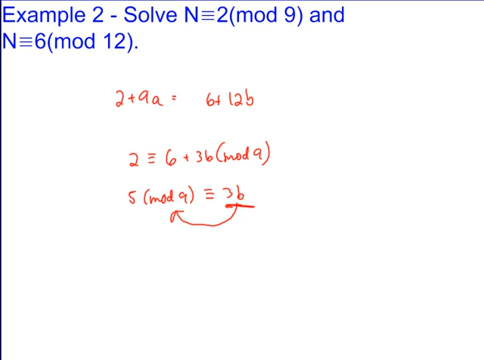 Example 2 - Solve N≡2(mod 9) and
N≡6(mod 12).
2 + 9a = 6 + 12b
2 ≡ 6 + 3b (mod 9)
5 (mod 9) ≡ 3b